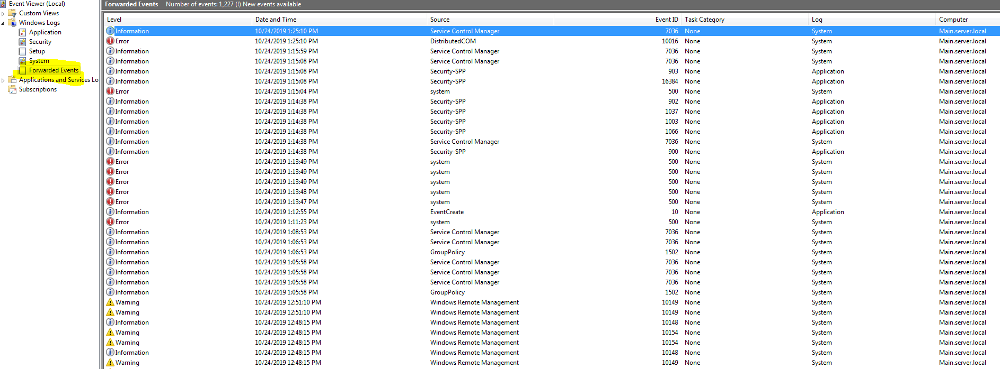 Event Viewer (Local)
Custom Views
Windows Logs
Application
Security
Setup
System
Forwarded Events
Applications and Services Lo
Subscriptions
Forwarded Events Number of events: 1,227 (!) New events available
Level Date and Time Source Event ID Task Category Log Computer
Information 10/24/2019 1:25:10 PM Service Control Manager 7036 None System Main.server.local
Error 10/24/2019 1:25:10 PM DistributedCOM 10016 None System Main.server.local
Information 10/24/2019 1:15:59 PM Service Control Manager 7036 None System Main.server.local
Information 10/24/2019 1:15:08 PM Service Control Manager 7036 None System Main.server.local
Information 10/24/2019 1:15:08 PM Security-SPP 903 None Application Main.server.local
Information 10/24/2019 1:15:08 PM Security-SPP 16384 None Application Main.server.local
Error 10/24/2019 1:15:04 PM system 500 None System Main.server.local
Information 10/24/2019 1:14:38 PM Security-SPP 902 None Application Main.server.local
Information 10/24/2019 1:14:38 PM Security-SPP 1037 None Application Main.server.local
Information 10/24/2019 1:14:38 PM Security-SPP 1003 None Application Main.server.local
Information 10/24/2019 1:14:38 PM Security-SPP 1066 None Application Main.server.local
Information 10/24/2019 1:14:38 PM Service Control Manager 7036 None System Main.server.local
Information 10/24/2019 1:14:38 PM Security-SPP 900 None Application Main.server.local
Error 10/24/2019 1:13:49 PM system 500 None System Main.server.local
Error 10/24/2019 1:13:49 PM system 500 None System Main.server.local
Error 10/24/2019 1:13:49 PM system 500 None System Main.server.local
Error 10/24/2019 1:13:48 PM system 500 None System Main.server.local
Error 10/24/2019 1:13:47 PM system 500 None System Main.server.local
Information 10/24/2019 1:12:55 PM EventCreate 10 None Application Main.server.local
Error 10/24/2019 1:11:23 PM system 500 None System Main.server.local
Information 10/24/2019 1:08:53 PM Service Control Manager 7036 None System Main.server.local
Information 10/24/2019 1:06:53 PM Service Control Manager 7036 None System Main.server.local
Information 10/24/2019 1:06:53 PM GroupPolicy 1502 None System Main.server.local
Information 10/24/2019 1:05:58 PM Service Control Manager 7036 None System Main.server.local
Information 10/24/2019 1:05:58 PM Service Control Manager 7036 None System Main.server.local
Information 10/24/2019 1:05:58 PM Service Control Manager 7036 None System Main.server.local
Information 10/24/2019 1:05:58 PM GroupPolicy 1502 None System Main.server.local
Warning 10/24/2019 12:51:10 PM Windows Remote Management 10149 None System Main.server.local
Warning 10/24/2019 12:51:10 PM Windows Remote Management 10149 None System Main.server.local
Information 10/24/2019 12:48:15 PM Windows Remote Management 10148 None System Main.server.local
Warning 10/24/2019 12:48:15 PM Windows Remote Management 10154 None System Main.server.local
Warning 10/24/2019 12:48:15 PM Windows Remote Management 10154 None System Main.server.local
Information 10/24/2019 12:48:15 PM Windows Remote Management 10148 None System Main.server.local
Warning 10/24/2019 12:48:15 PM Windows Remote Management 10149 None System Main.server.local